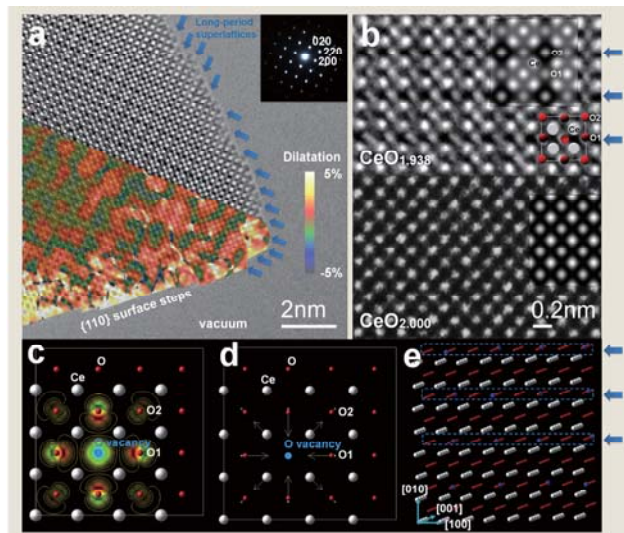 a
Long-period
superlattices
020
220
200
Dilatation
5%
-5%
{110} surface steps
vacuum
2nm
b
O2
Ce
O1
O2
Ce
O1
CeO1.938
CeO2.000
0.2nm
c
O
Ce
O2
O vacancy
O1
d
O
Ce
O2
O vacancy
O1
e
[010]
[001]
[100]